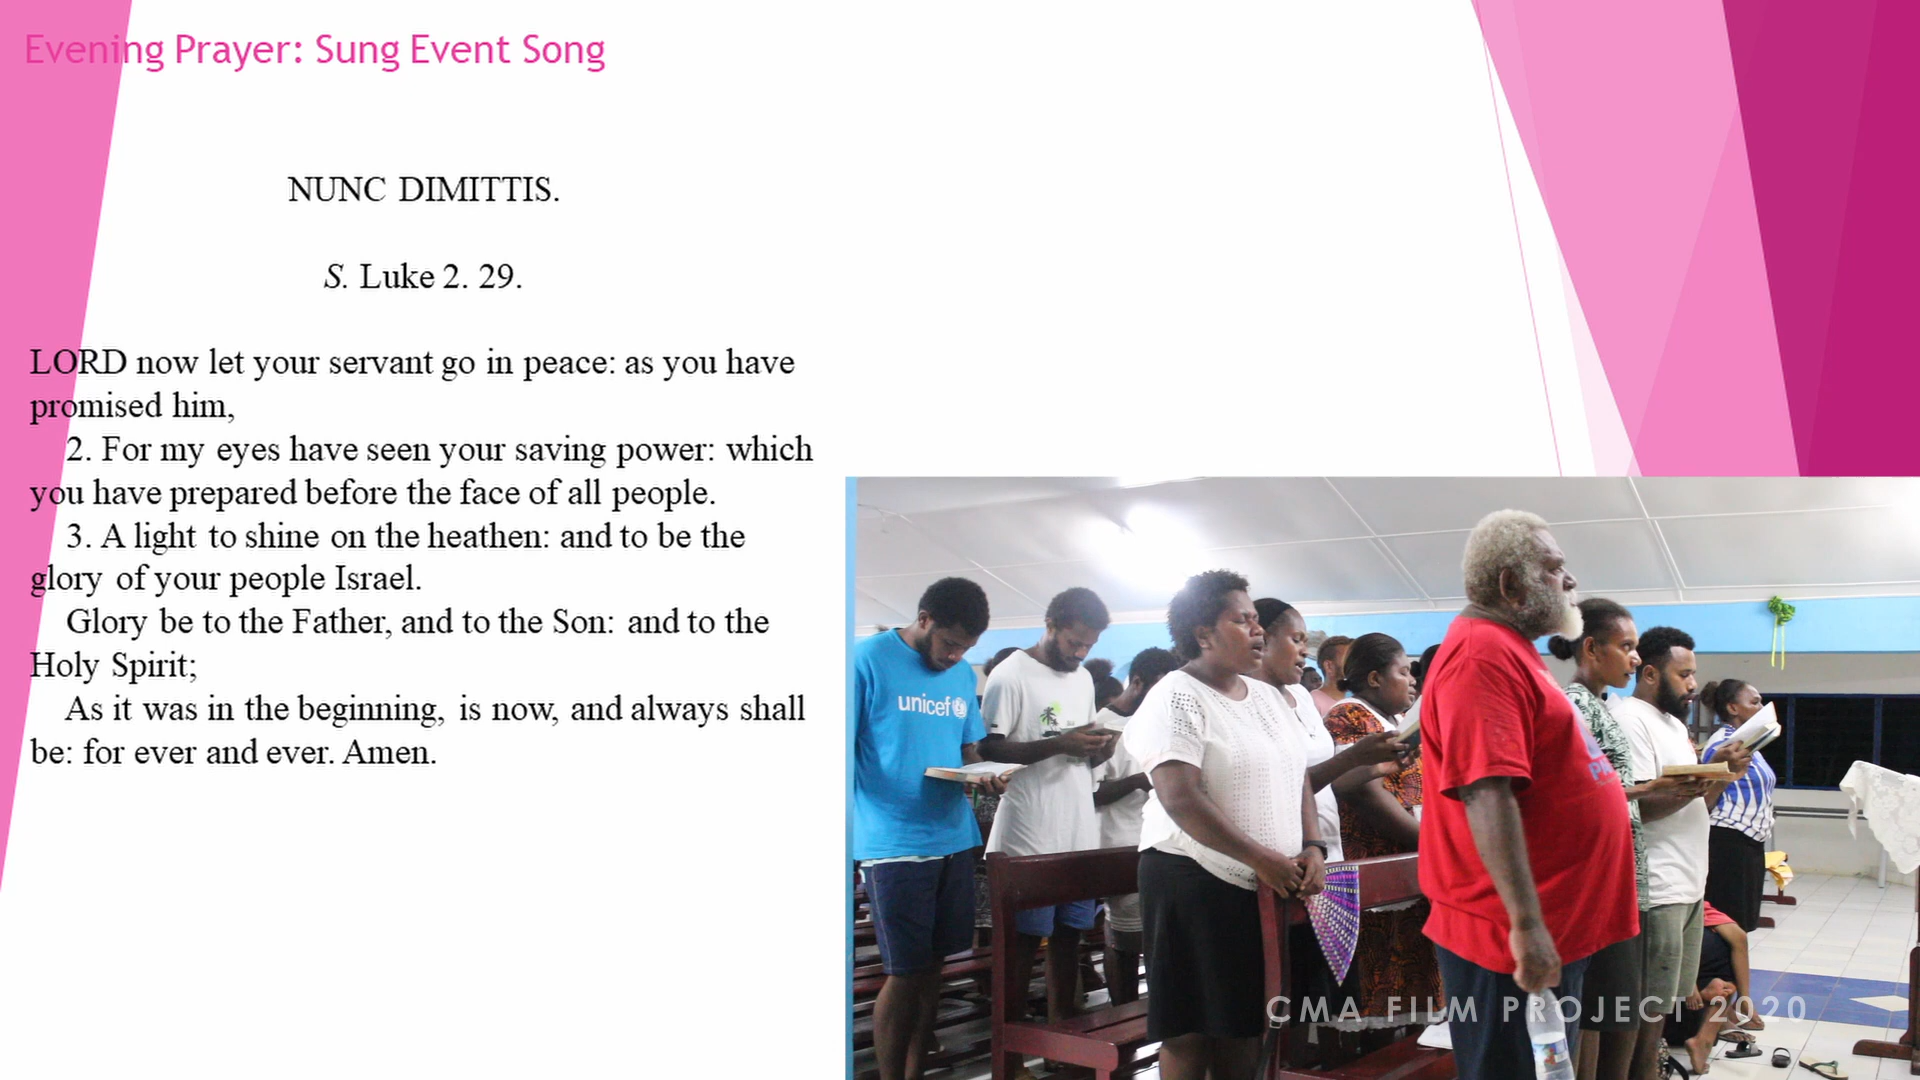 Evening Prayer: Sung Event Song
NUNC DIMITTIS.
S. Luke 2. 29.
LORD now let your servant go in peace: as you have
promised him,
2. For my eyes have seen your saving power: which
you have prepared before the face of all people.
3. A light to shine on the heathen: and to be the
glory of your people Israel.
Glory be to the Father, and to the Son: and to the
Holy Spirit;
As it was in the beginning, is now, and always shall
be: for ever and ever. Amen.
unicef
CMA FILM PROJECT 2020